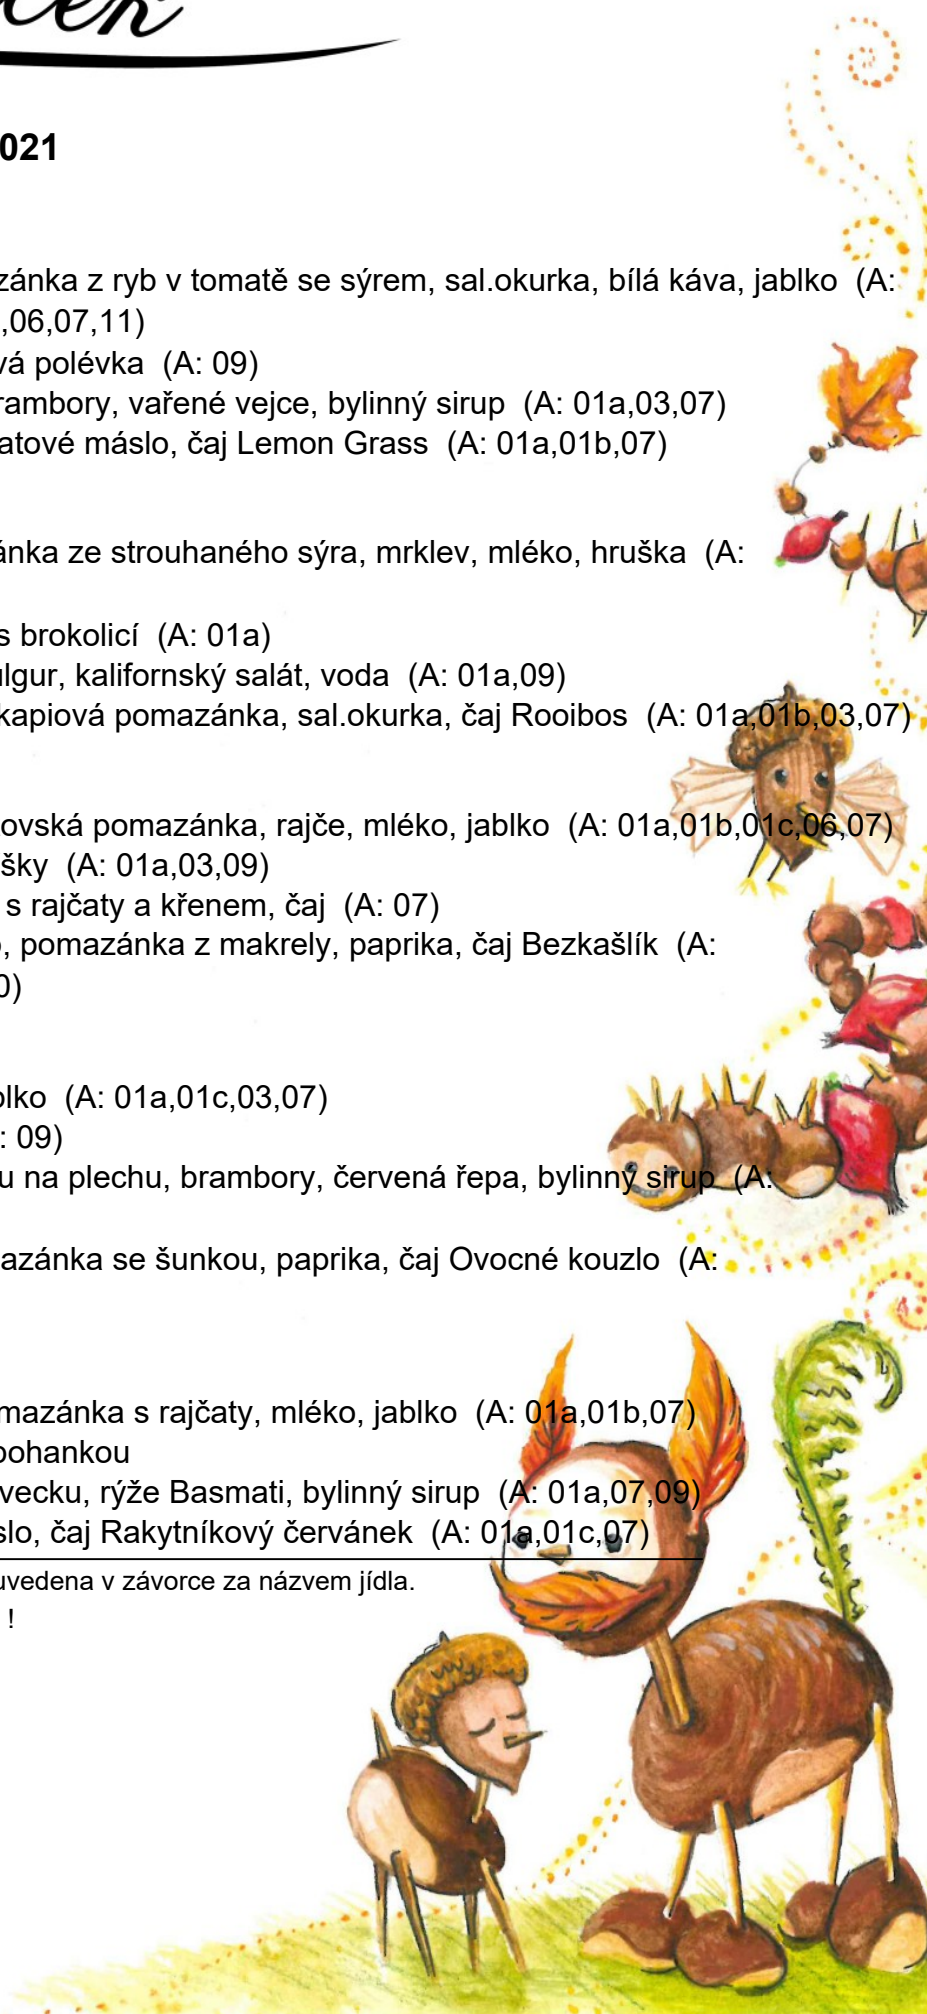 021
zánka z ryb v tomatě se sýrem, sal.okurka, bílá káva, jablko (A:
,06,07,11)
vá polévka (A: 09)
rambory, vařené vejce, bylinný sirup (A: 01a,03,07)
atové máslo, čaj Lemon Grass (A: 01a,01b,07)
ánka ze strouhaného sýra, mrklev, mléko, hruška (A:
s brokolicí (A: 01a)
ulgur, kalifornský salát, voda (A: 01a,09)
kapiová pomazánka, sal.okurka, čaj Rooibos (A: 01a,01b,03,07)
ovská pomazánka, rajče, mléko, jablko (A: 01a,01b,01c,06,07)
šky (A: 01a,03,09)
s rajčaty a křenem, čaj (A: 07)
, pomazánka z makrely, paprika, čaj Bezkašlík (A:
0)
blko (A: 01a,01c,03,07)
: 09)
u na plechu, brambory, červená řepa, bylinný sirup (A:
azánka se šunkou, paprika, čaj Ovocné kouzlo (A:
mazánka s rajčaty, mléko, jablko (A: 01a,01b,07)
pohankou
vecku, rýže Basmati, bylinný sirup (A: 01a,07,09)
slo, čaj Rakytníkový červánek (A: 01a,01c,07)
uvedena v závorce za názvem jídla.
!